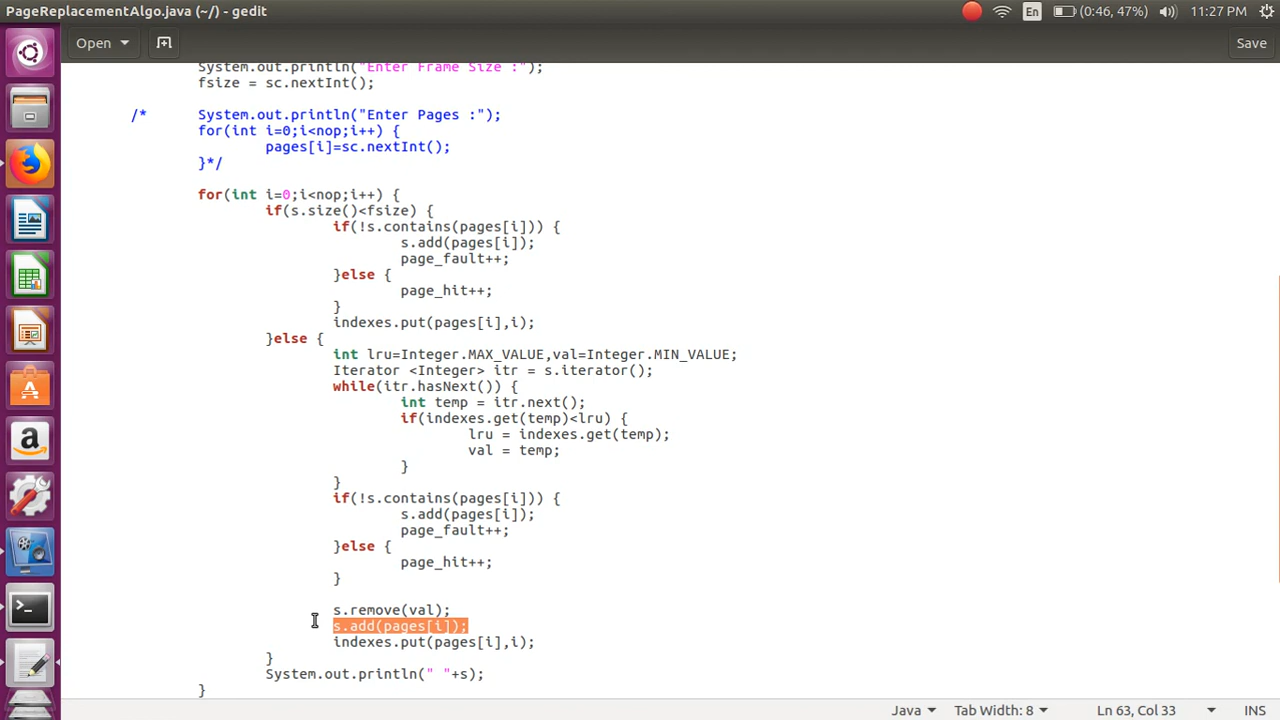 PageReplacementAlgo.java (~/) - gedit
En
(0:46, 47%)
11:27 PM
Open
Save
System.out.println("Enter Frame Size :");
fsize = sc.nextInt();
/* System.out.println("Enter Pages :");
for(int i=0;i<nop;i++) {
pages[i]=sc.nextInt();
}*/
for(int i=0;i<nop;i++) {
if(s.size()<fsize) {
if(!s.contains(pages[i])) {
s.add(pages[i]);
page_fault++;
}else {
page_hit++;
}
indexes.put(pages[i],i);
}else {
int lru=Integer.MAX_VALUE,val=Integer.MIN_VALUE;
Iterator <Integer> itr = s.iterator();
while(itr.hasNext()) {
int temp = itr.next();
if(indexes.get(temp)<lru) {
lru = indexes.get(temp);
val = temp;
}
}
if(!s.contains(pages[i])) {
s.add(pages[i]);
page_fault++;
}else {
page_hit++;
}
s.remove(val);
s.add(pages[i]);
indexes.put(pages[i],i);
}
System.out.println(" "+s);
}
Java
Tab Width: 8
Ln 63, Col 33
INS